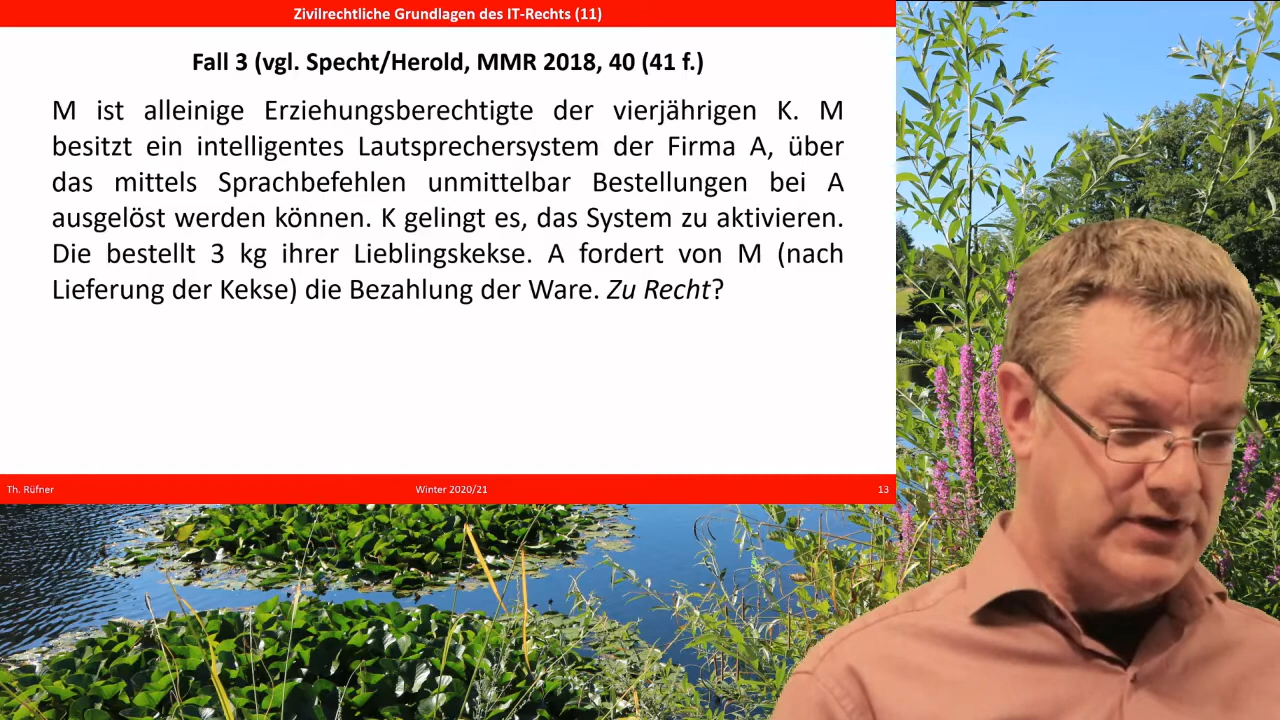 Zivilrechtliche Grundlagen des IT-Rechts (11)
Fall 3 (vgl. Specht/Herold, MMR 2018, 40 (41 f.)
M ist alleinige Erziehungsberechtigte der vierjährigen K. M
besitzt ein intelligentes Lautsprechersystem der Firma A, über
das mittels Sprachbefehlen unmittelbar Bestellungen bei A
ausgelöst werden können. K gelingt es, das System zu aktivieren.
Die bestellt 3 kg ihrer Lieblingskekse. A fordert von M (nach
Lieferung der Kekse) die Bezahlung der Ware. Zu Recht?
Th. Rüfner
Winter 2020/21
13